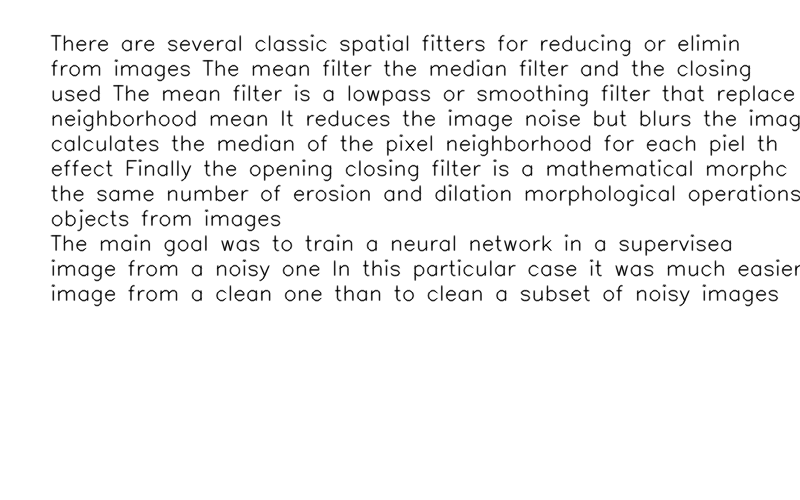 There are several classic spatial fitters for reducing or elimin
from images The mean filter the median filter and the closing
used The mean filter is a lowpass or smoothing filter that replace
neighborhood mean It reduces the image noise but blurs the imag
calculates the median of the pixel neighborhood for each piel th
effect Finally the opening closing filter is a mathematical morphc
the same number of erosion and dilation morphological operations
objects from images
The main goal was to train a neural network in a supervisea
image from a noisy one In this particular case it was much easier
image from a clean one than to clean a subset of noisy images